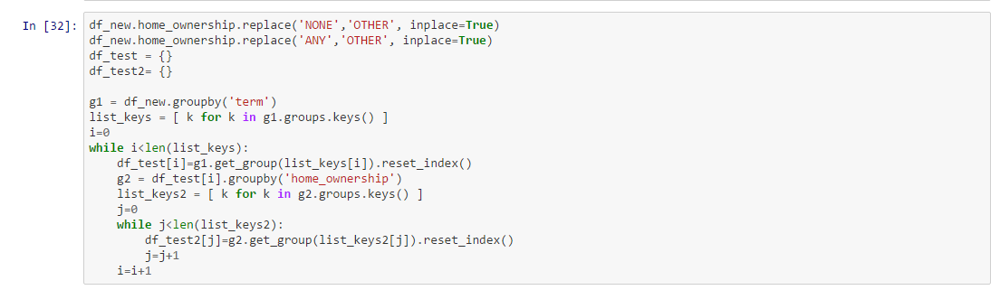 In [32]: df_new.home_ownership.replace('NONE','OTHER', inplace=True)
df_new.home_ownership.replace('ANY','OTHER', inplace=True)
df_test = {}
df_test2= {}

g1 = df_new.groupby('term')
list_keys = [ k for k in g1.groups.keys() ]
i=0
while i<len(list_keys):
    df_test[i]=g1.get_group(list_keys[i]).reset_index()
    g2 = df_test[i].groupby('home_ownership')
    list_keys2 = [ k for k in g2.groups.keys() ]
    j=0
    while j<len(list_keys2):
        df_test2[j]=g2.get_group(list_keys2[j]).reset_index()
        j=j+1
    i=i+1